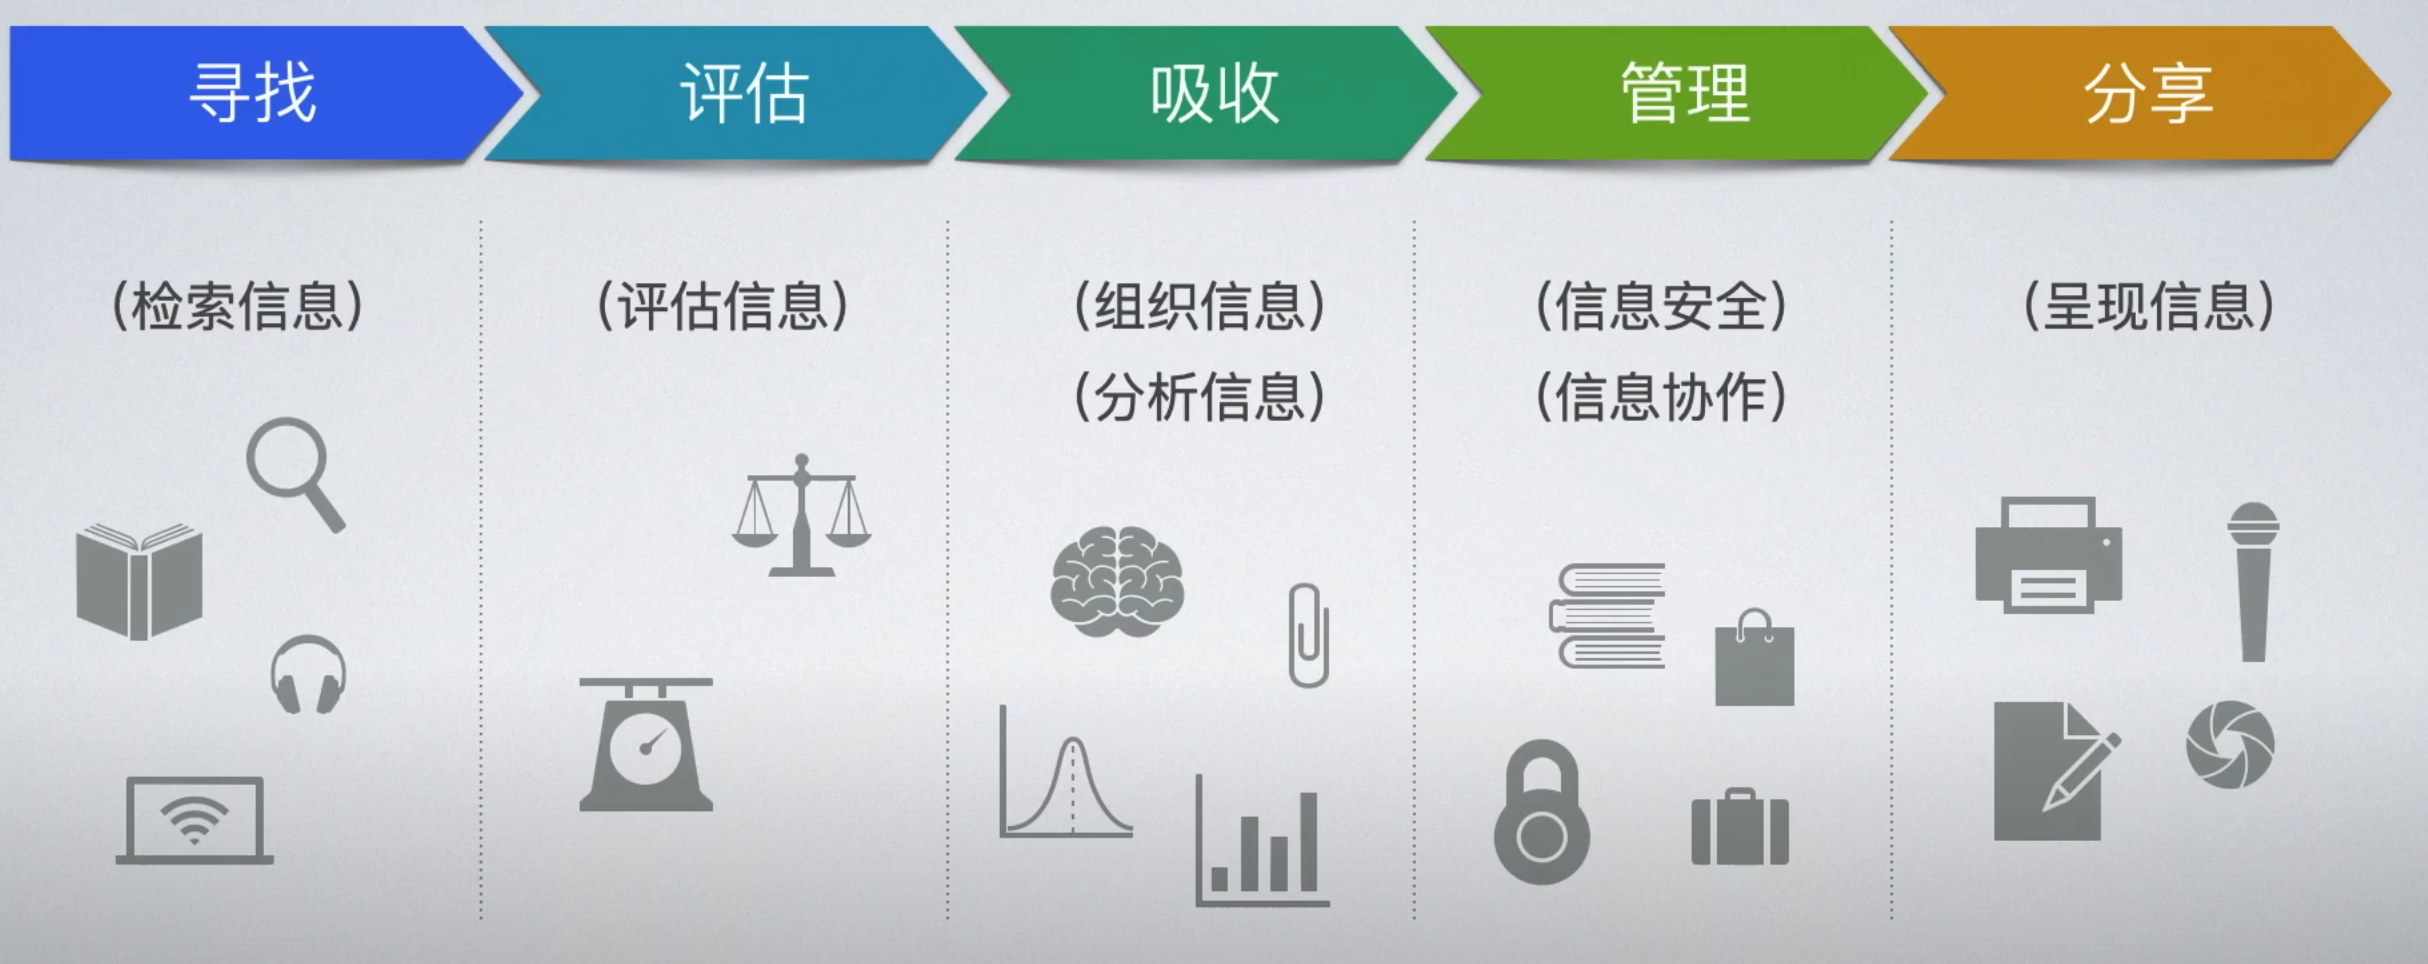 寻找
评估
吸收
管理
分享
(检索信息)
(评估信息)
(组织信息)
(分析信息)
(信息安全)
(信息协作)
(呈现信息)